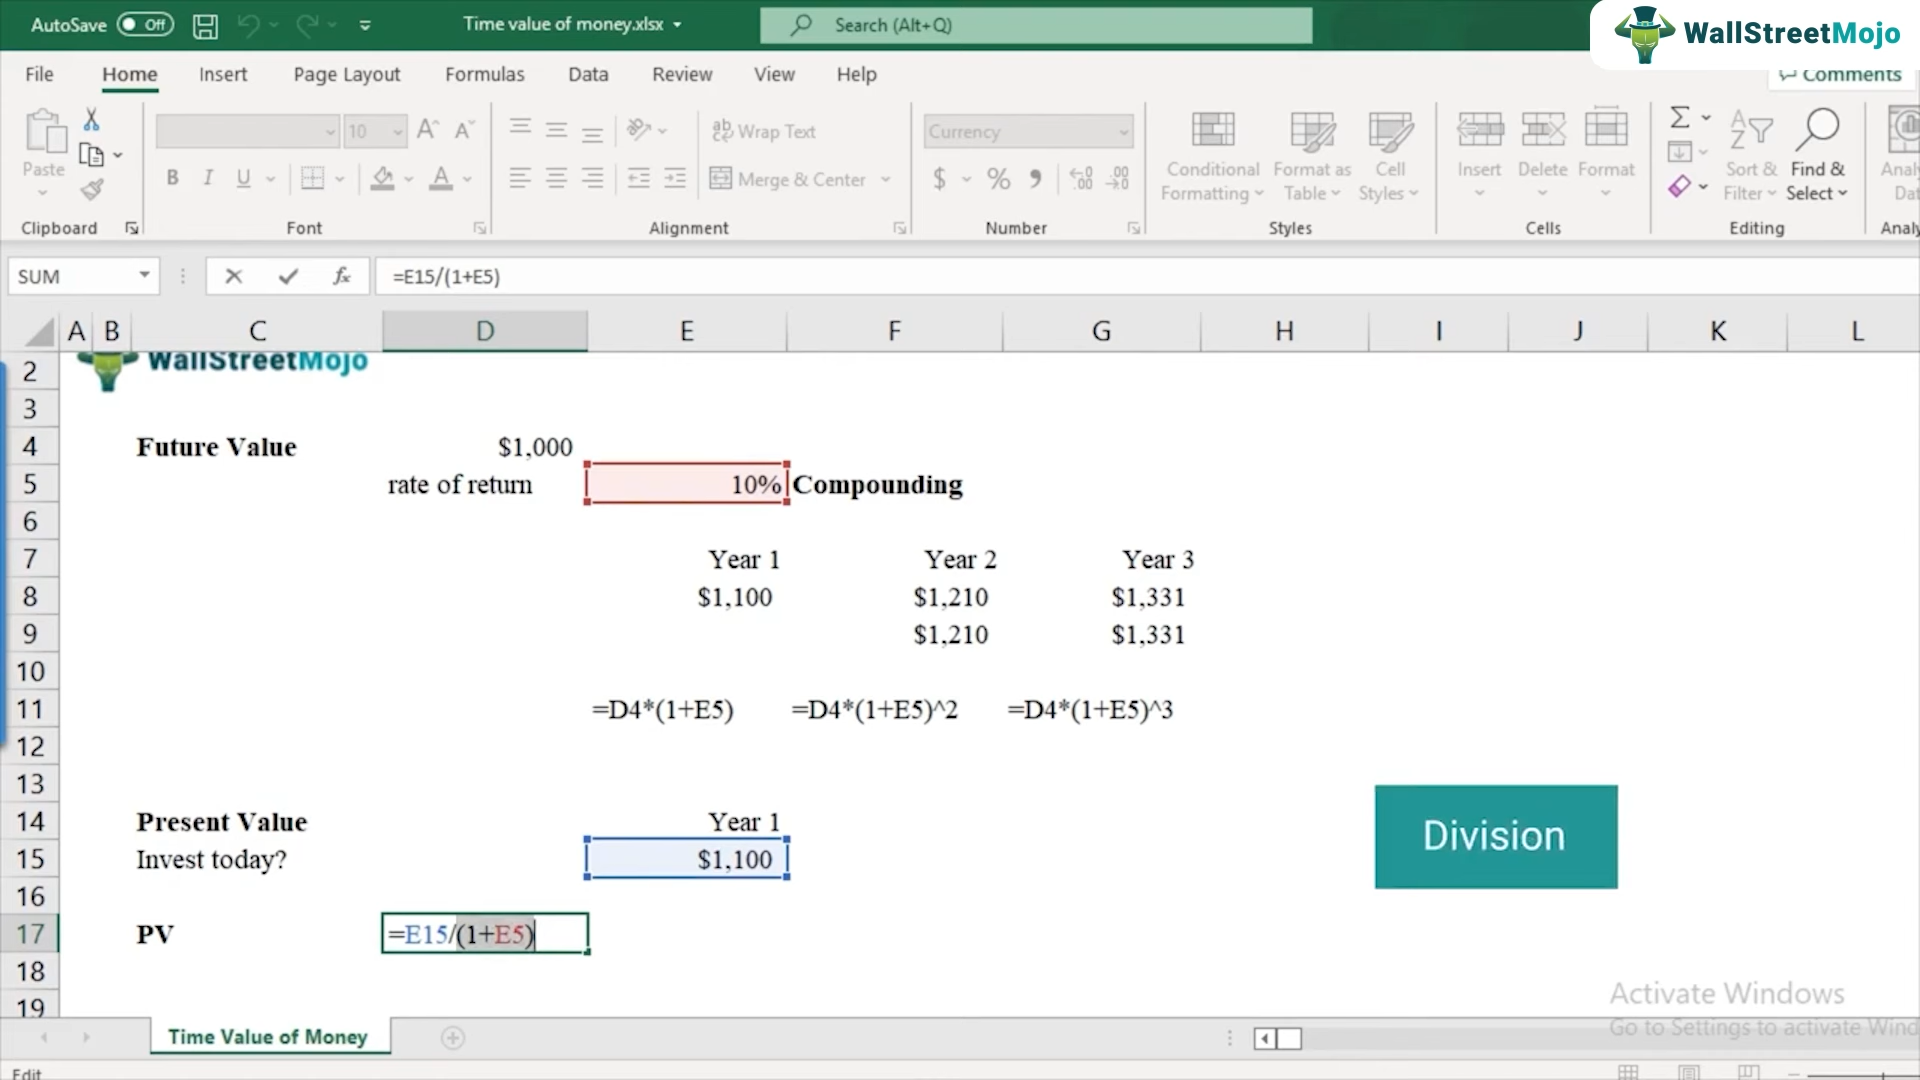 AutoSave Off Time value of money.xlsx Search (Alt+Q) WallStreetMojo
File Home Insert Page Layout Formulas Data Review View Help Comments
Paste 10 Wrap Text Currency
B I U Merge & Center $ % Conditional Formatting Format as Table Cell Styles Insert Delete Format Sort & Filter Find & Select
Clipboard Font Alignment Number Styles Cells Editing
SUM fx =E15/(1+E5)
A B C D E F G H I J K L
2 WallStreetMojo
3
4 Future Value $1,000
5 rate of return 10% Compounding
6
7 Year 1 Year 2 Year 3
8 $1,100 $1,210 $1,331
9 $1,210 $1,331
10
11 =D4*(1+E5) =D4*(1+E5)^2 =D4*(1+E5)^3
12
13
14 Present Value Year 1
Division
15 Invest today? $1,100
16
17 PV =E15/(1+E5)
18
Activate Windows
19
Go to Settings to activate Wind
Time Value of Money
Edit